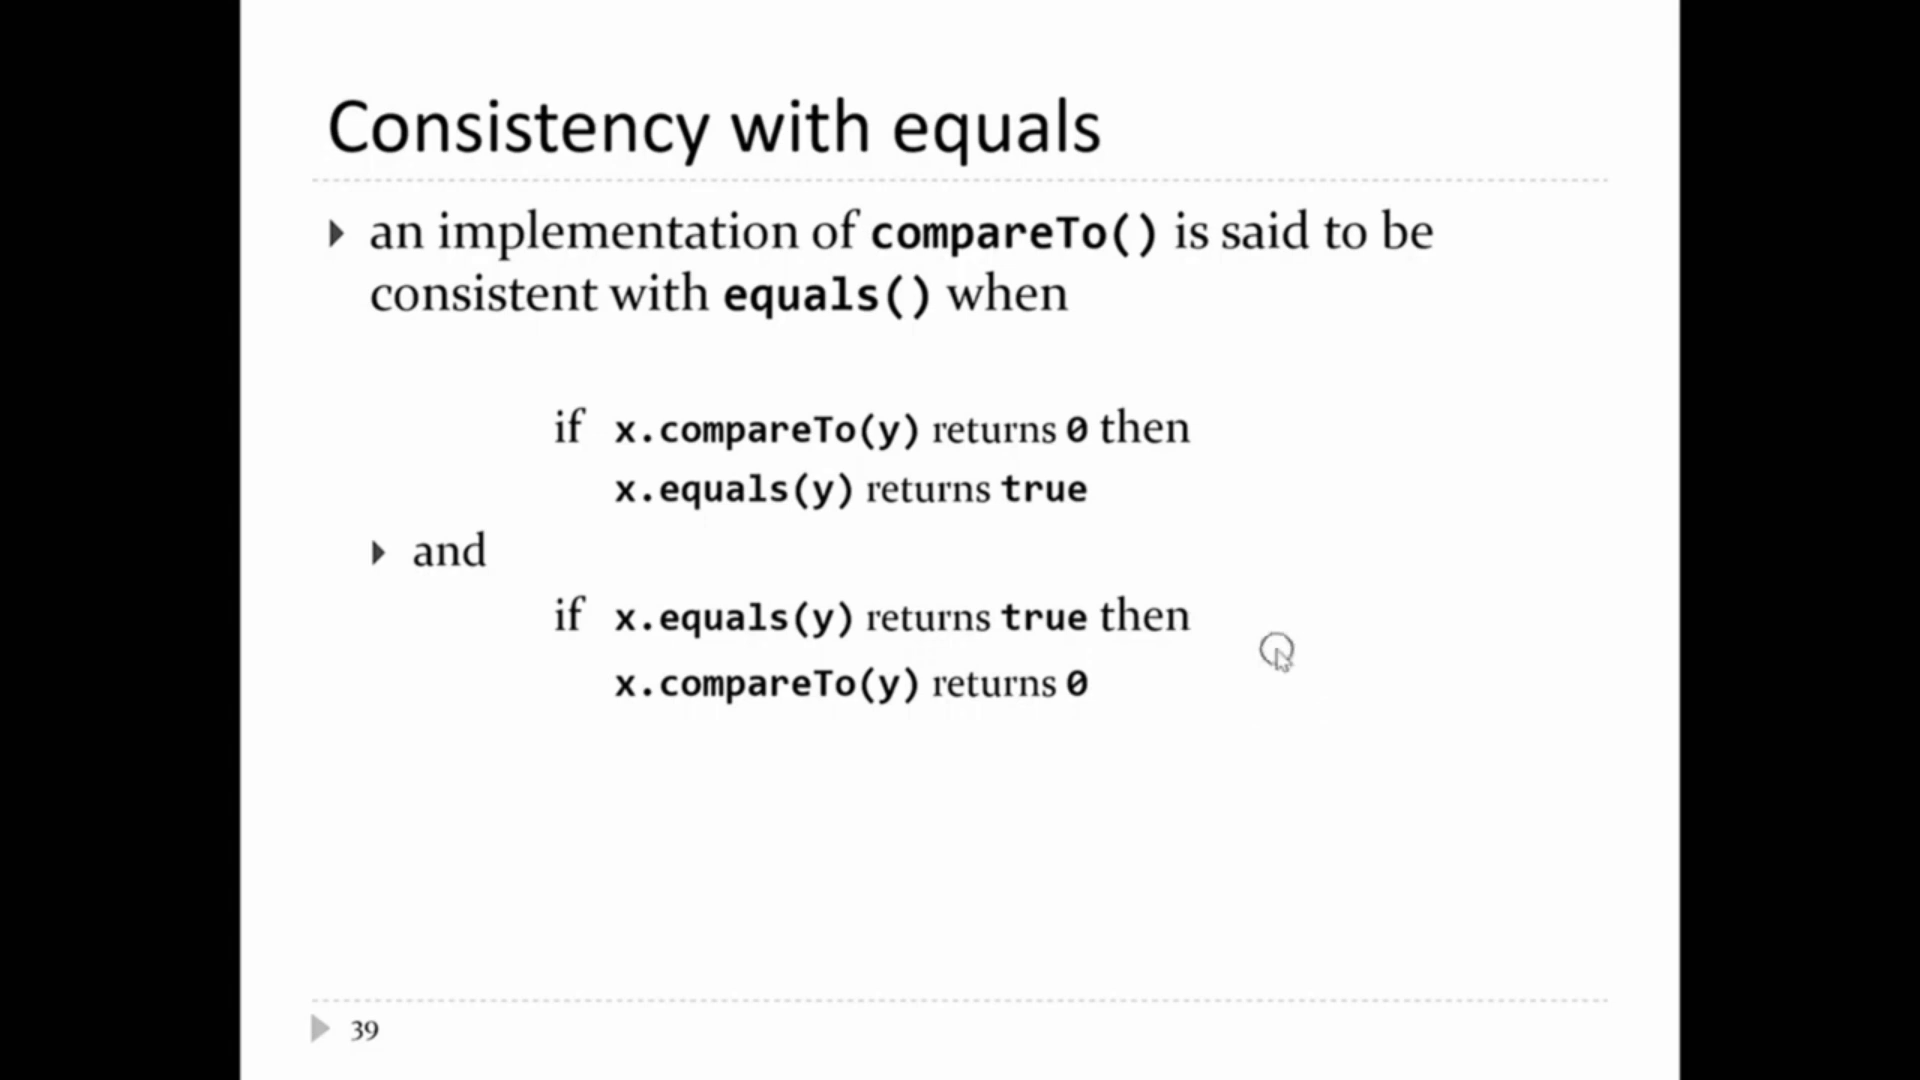 Consistency with equals
an implementation of compareTo() is said to be
consistent with equals() when
if x.compareTo(y) returns 0 then
x.equals(y) returns true
and
if x.equals(y) returns true then
x.compareTo(y) returns 0
39